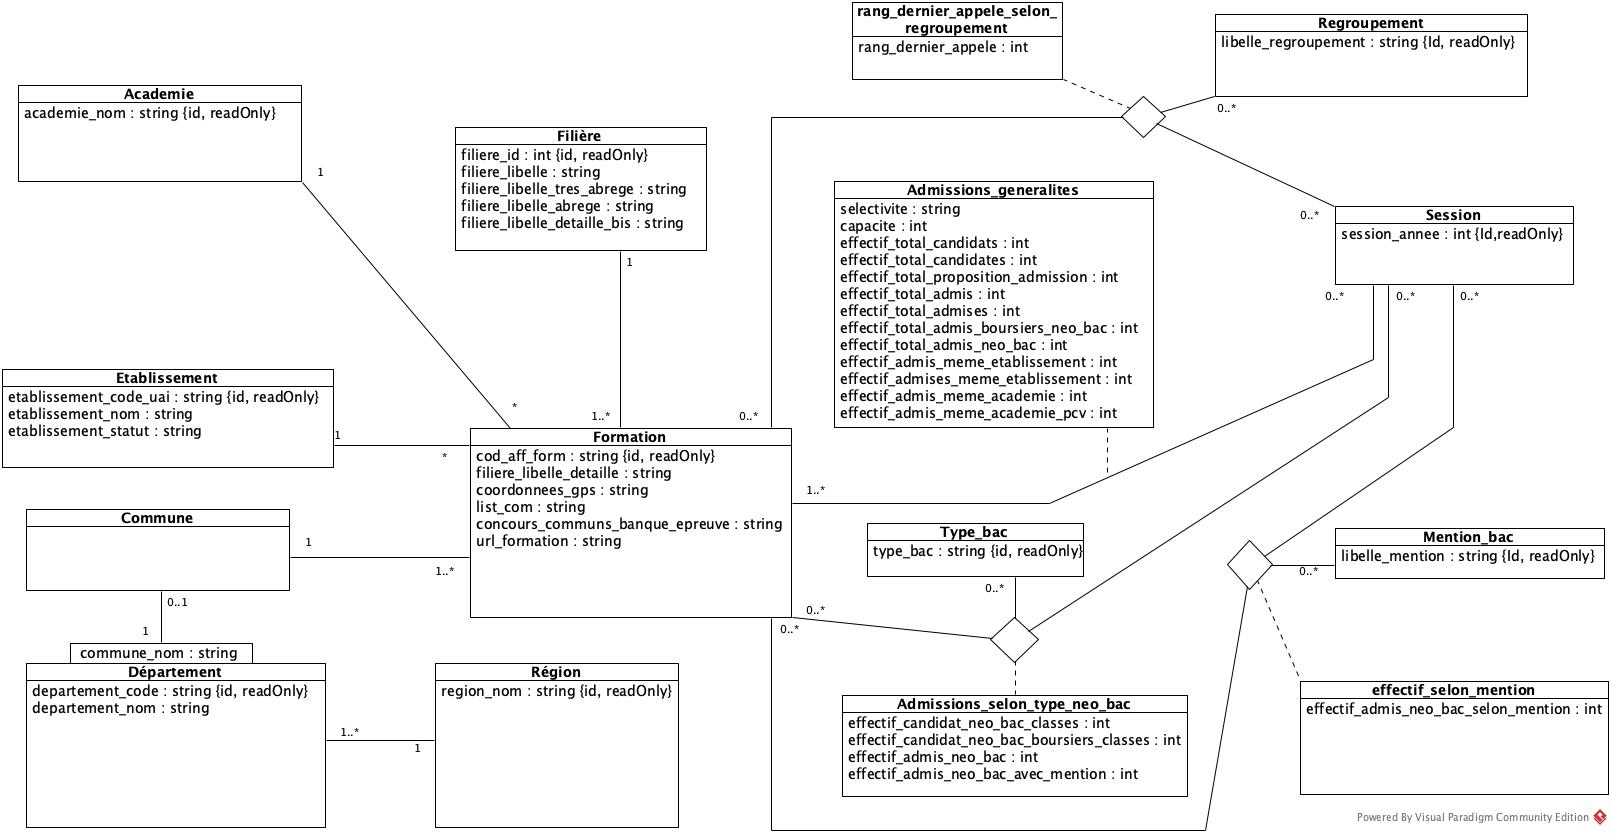 rang_dernier_appele_selon_
regroupement
rang_dernier_appele : int
Regroupement
libelle_regroupement : string {Id, readOnly}
0..*
Academie
academie_nom : string {id, readOnly}
1
*
Filière
filiere_id : int {id, readOnly}
filiere_libelle : string
filiere_libelle_tres_abrege : string
filiere_libelle_abrege : string
filiere_libelle_detaille_bis : string
1
1..*
0..*
Admissions_generalites
selectivite : string
capacite : int
effectif_total_candidats : int
effectif_total_candidates : int
effectif_total_proposition_admission : int
effectif_total_admis : int
effectif_total_admises : int
effectif_total_admis_boursiers_neo_bac : int
effectif_total_admis_neo_bac : int
effectif_admis_meme_etablissement : int
effectif_admises_meme_etablissement : int
effectif_admis_meme_academie : int
effectif_admis_meme_academie_pcv : int
0..*
Session
session_annee : int {Id,readOnly}
0..*
0..*
0..*
Etablissement
etablissement_code_uai : string {id, readOnly}
etablissement_nom : string
etablissement_statut : string
1
*
Formation
cod_aff_form : string {id, readOnly}
filiere_libelle_detaille : string
coordonnees_gps : string
list_com : string
concours_communs_banque_epreuve : string
url_formation : string
1..*
0..*
0..*
Commune
1
1..*
0..1
1
commune_nom : string
Département
departement_code : string {id, readOnly}
departement_nom : string
1..*
1
Région
region_nom : string {id, readOnly}
Type_bac
type_bac : string {id, readOnly}
0..*
Mention_bac
libelle_mention : string {Id, readOnly}
0..*
Admissions_selon_type_neo_bac
effectif_candidat_neo_bac_classes : int
effectif_candidat_neo_bac_boursiers_classes : int
effectif_admis_neo_bac : int
effectif_admis_neo_bac_avec_mention : int
effectif_selon_mention
effectif_admis_neo_bac_selon_mention : int
Powered By Visual Paradigm Community Edition